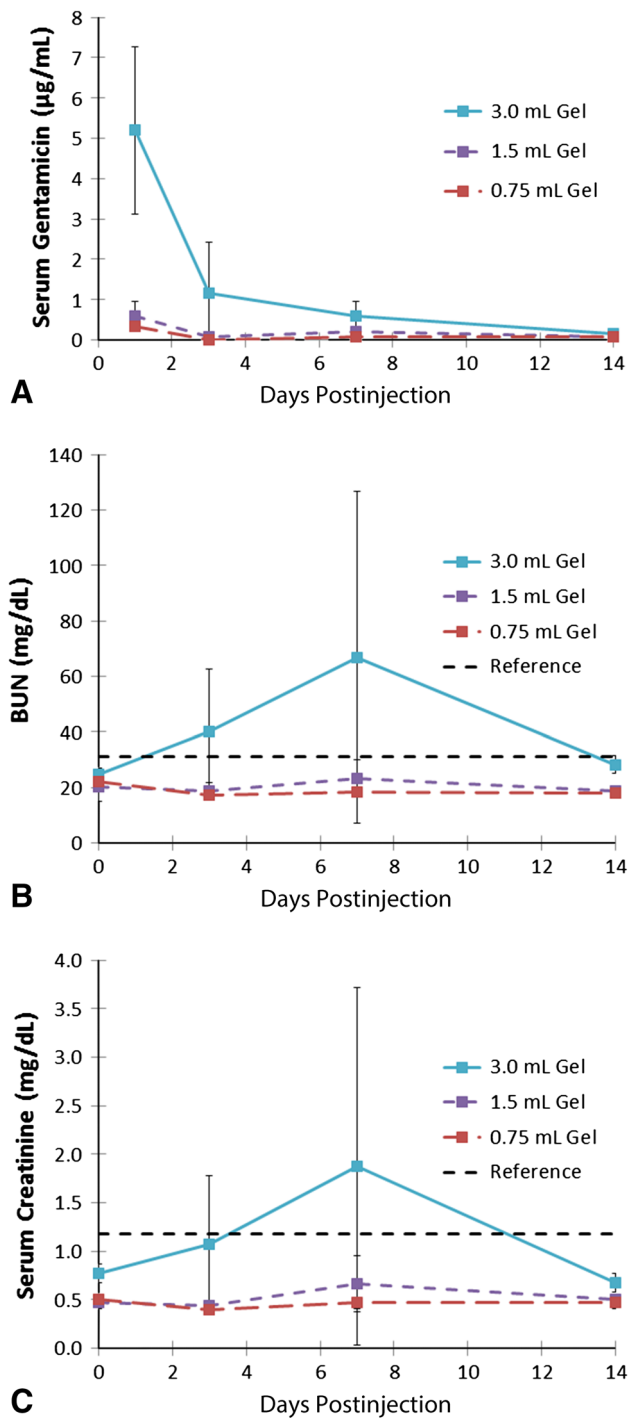 8
7
6
5
4
3
2
1
0
Serum Gentamicin (µg/mL)
3.0 mL Gel
1.5 mL Gel
0.75 mL Gel
0 2 4 6 8 10 12 14
Days Postinjection
A
140
120
100
80
60
40
20
0
BUN (mg/dL)
3.0 mL Gel
1.5 mL Gel
0.75 mL Gel
Reference
0 2 4 6 8 10 12 14
Days Postinjection
B
4.0
3.5
3.0
2.5
2.0
1.5
1.0
0.5
0.0
Serum Creatinine (mg/dL)
3.0 mL Gel
1.5 mL Gel
0.75 mL Gel
Reference
0 2 4 6 8 10 12 14
Days Postinjection
C